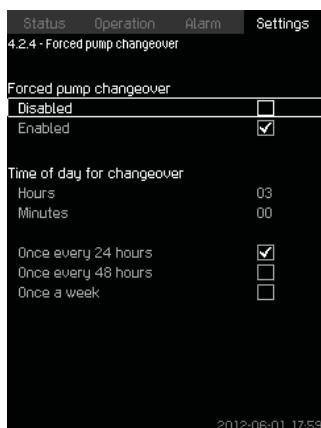 Status Operation Alarm Settings
4.2.4 - Forced pump changeover
Forced pump changeover
Disabled
Enabled
Time of day for changeover
Hours 03
Minutes 00
Once every 24 hours
Once every 48 hours
Once a week
2012-06-01 17:59